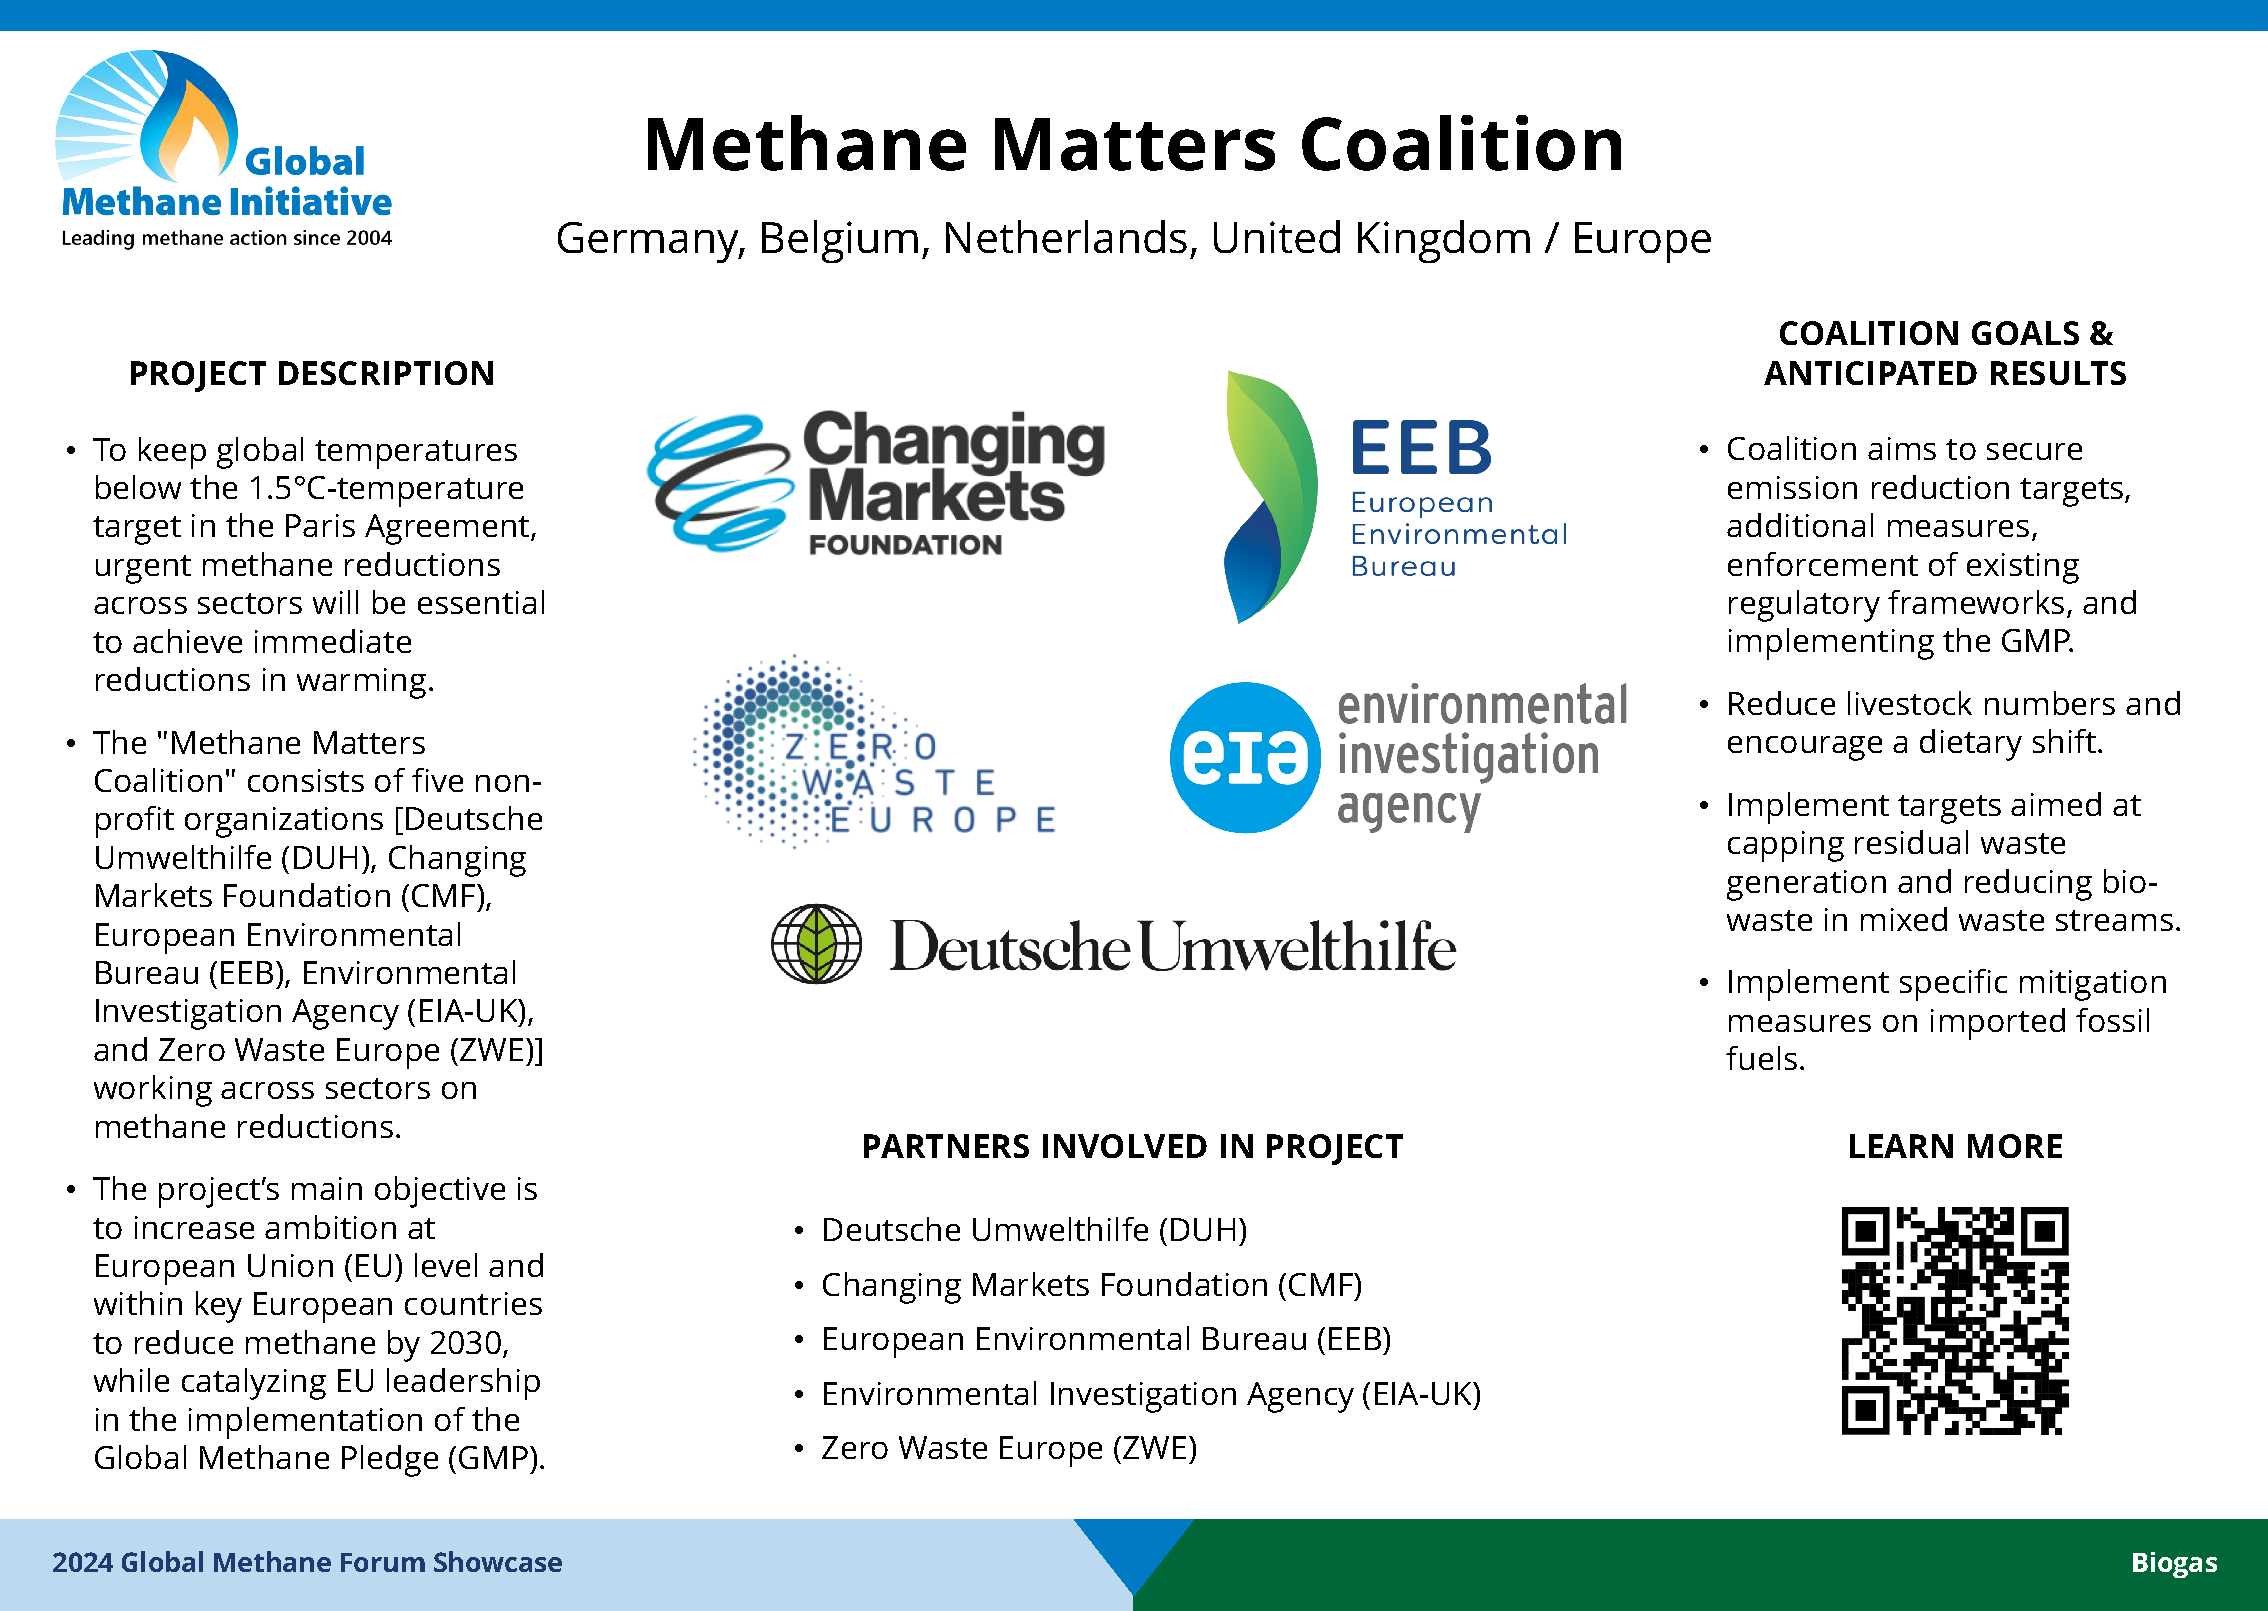 Global
Methane Initiative
Leading methane action since 2004
Methane Matters Coalition
Germany, Belgium, Netherlands, United Kingdom / Europe
PROJECT DESCRIPTION
• To keep global temperatures
below the 1.5°C-temperature
target in the Paris Agreement,
urgent methane reductions
across sectors will be essential
to achieve immediate
reductions in warming.
• The "Methane Matters
Coalition" consists of five non-
profit organizations [Deutsche
Umwelthilfe (DUH), Changing
Markets Foundation (CMF),
European Environmental
Bureau (EEB), Environmental
Investigation Agency (EIA-UK),
and Zero Waste Europe (ZWE)]
working across sectors on
methane reductions.
• The project’s main objective is
to increase ambition at
European Union (EU) level and
within key European countries
to reduce methane by 2030,
while catalyzing EU leadership
in the implementation of the
Global Methane Pledge (GMP).
Changing
Markets
FOUNDATION
EEB
European
Environmental
Bureau
ZERO
WASTE
EUROPE
eia
environmental
investigation
agency
Deutsche Umwelthilfe
PARTNERS INVOLVED IN PROJECT
• Deutsche Umwelthilfe (DUH)
• Changing Markets Foundation (CMF)
• European Environmental Bureau (EEB)
• Environmental Investigation Agency (EIA-UK)
• Zero Waste Europe (ZWE)
COALITION GOALS &
ANTICIPATED RESULTS
• Coalition aims to secure
emission reduction targets,
additional measures,
enforcement of existing
regulatory frameworks, and
implementing the GMP.
• Reduce livestock numbers and
encourage a dietary shift.
• Implement targets aimed at
capping residual waste
generation and reducing bio-
waste in mixed waste streams.
• Implement specific mitigation
measures on imported fossil
fuels.
LEARN MORE
2024 Global Methane Forum Showcase
Biogas